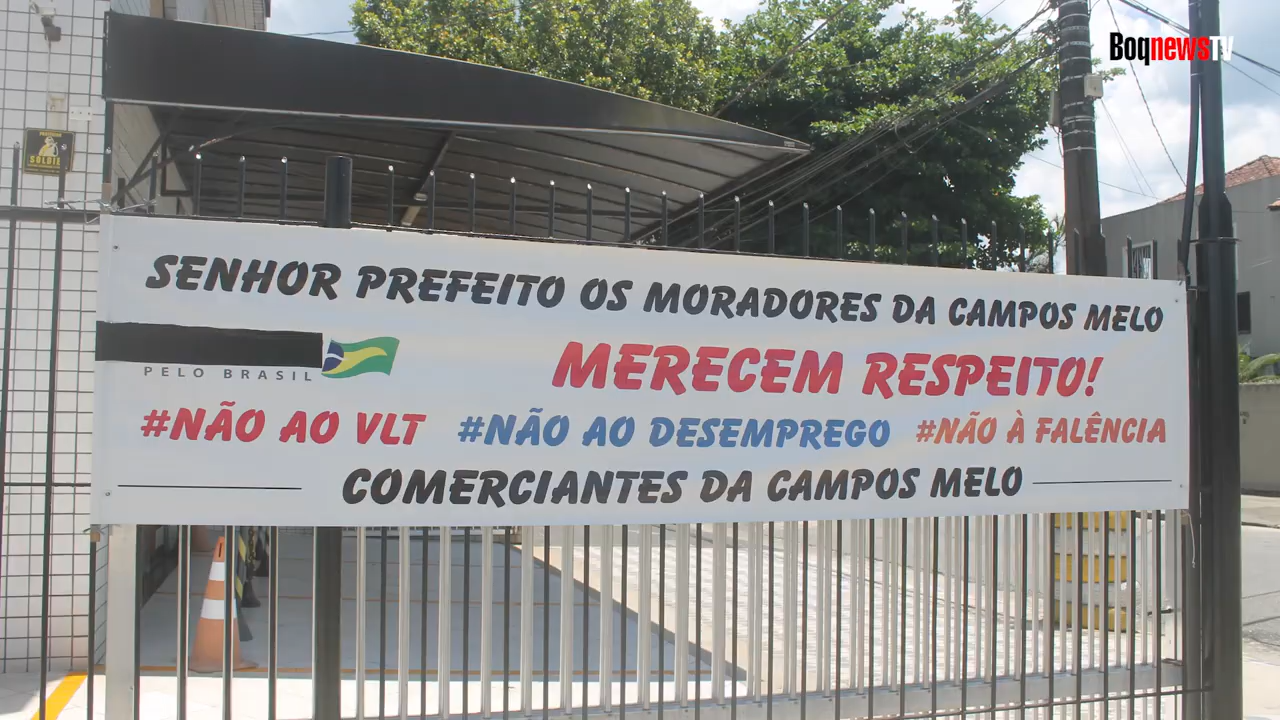 BoqnewsTV
SOLDIE
SENHOR PREFEITO OS MORADORES DA CAMPOS MELO
MERECEM RESPEITO!
PELO BRASIL
#NÃO AO VLT #NÃO AO DESEMPREGO #NÃO À FALÊNCIA
COMERCIANTES DA CAMPOS MELO